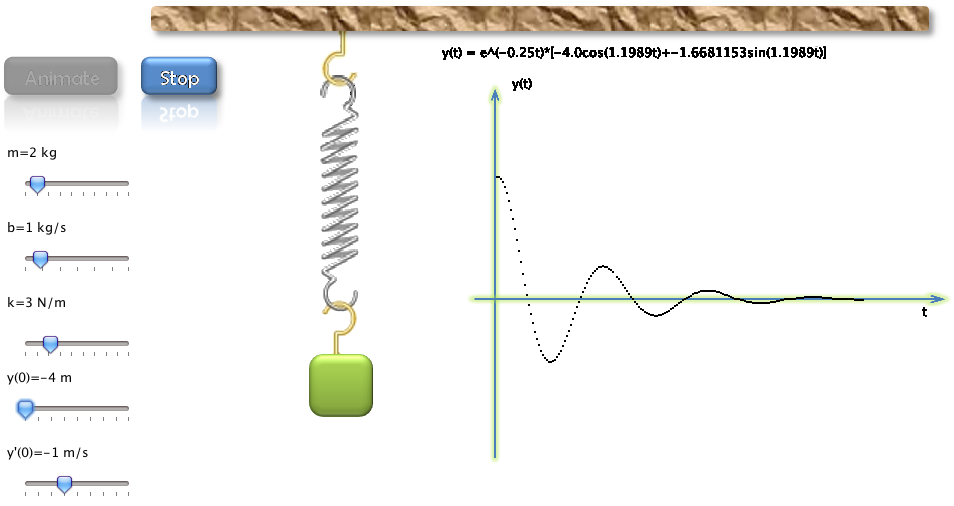 y(t) = e^(-0.25t)*[-4.0cos(1.1989t)+-1.6681153sin(1.1989t)]
Animate
Stop
y(t)
m=2 kg
b=1 kg/s
k=3 N/m
t
y(0)=-4 m
y'(0)=-1 m/s